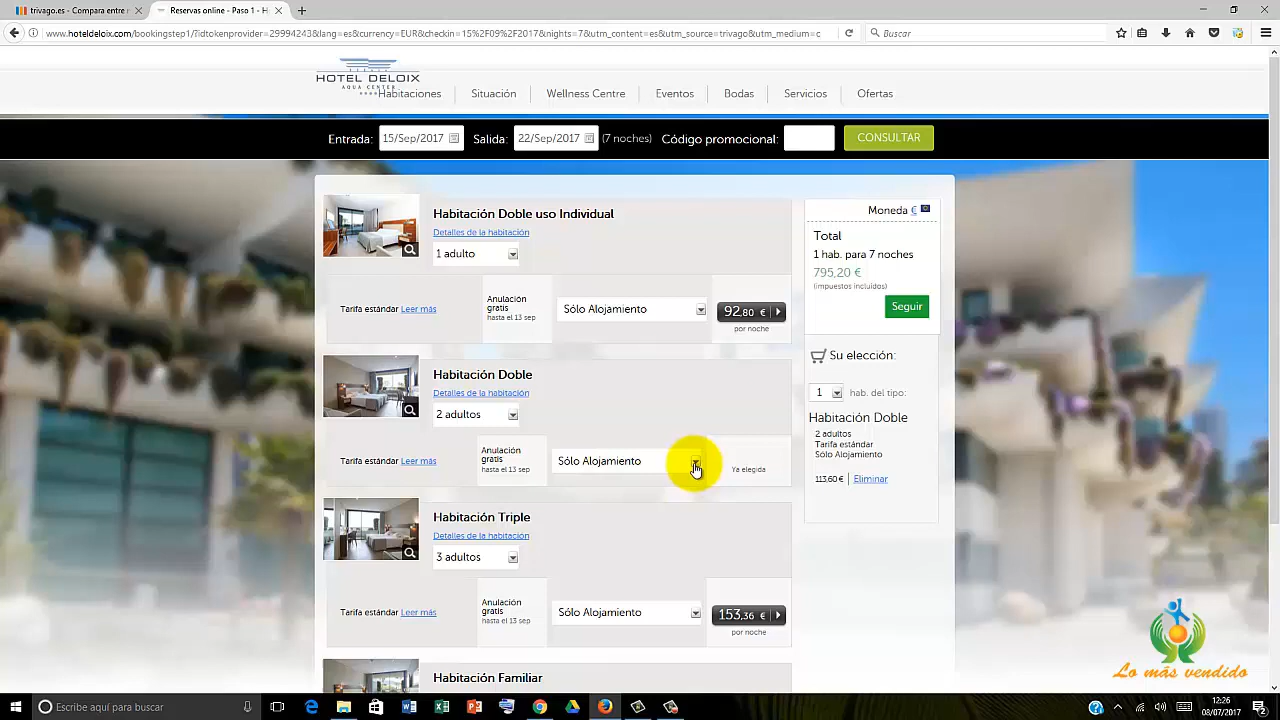 trivago.es - Compara entre
Reservas online - Paso 1 - H
www.hoteldeloix.com/bookingstep1/?idtokenprovider=29994243&lang=es&currency=EUR&checkin=15%2F09%2F2017&nights=7&utm_content=es&utm_source=trivago&utm_medium=c
Buscar
HOTEL DELOIX
AQUA CENTER
Habitaciones
Situación
Wellness Centre
Eventos
Bodas
Servicios
Ofertas
Entrada: 15/Sep/2017 Salida: 22/Sep/2017 (7 noches) Código promocional: CONSULTAR
Habitación Doble uso Individual
Detalles de la habitación
1 adulto
Tarifa estándar Leer más
Anulación
gratis
hasta el 13 sep
Sólo Alojamiento
92,80 €
por noche
Habitación Doble
Detalles de la habitación
2 adultos
Tarifa estándar Leer más
Anulación
gratis
hasta el 13 sep
Sólo Alojamiento
Ya elegida
Habitación Triple
Detalles de la habitación
3 adultos
Tarifa estándar Leer más
Anulación
gratis
hasta el 13 sep
Sólo Alojamiento
153,36 €
por noche
Habitación Familiar
Moneda €
Total
1 hab. para 7 noches
795,20 €
(impuestos incluidos)
Seguir
Su elección:
1 hab. del tipo:
Habitación Doble
2 adultos
Tarifa estándar
Sólo Alojamiento
113,60 € Eliminar
Lo más vendido
Escribe aquí para buscar
12:26
08/07/2017